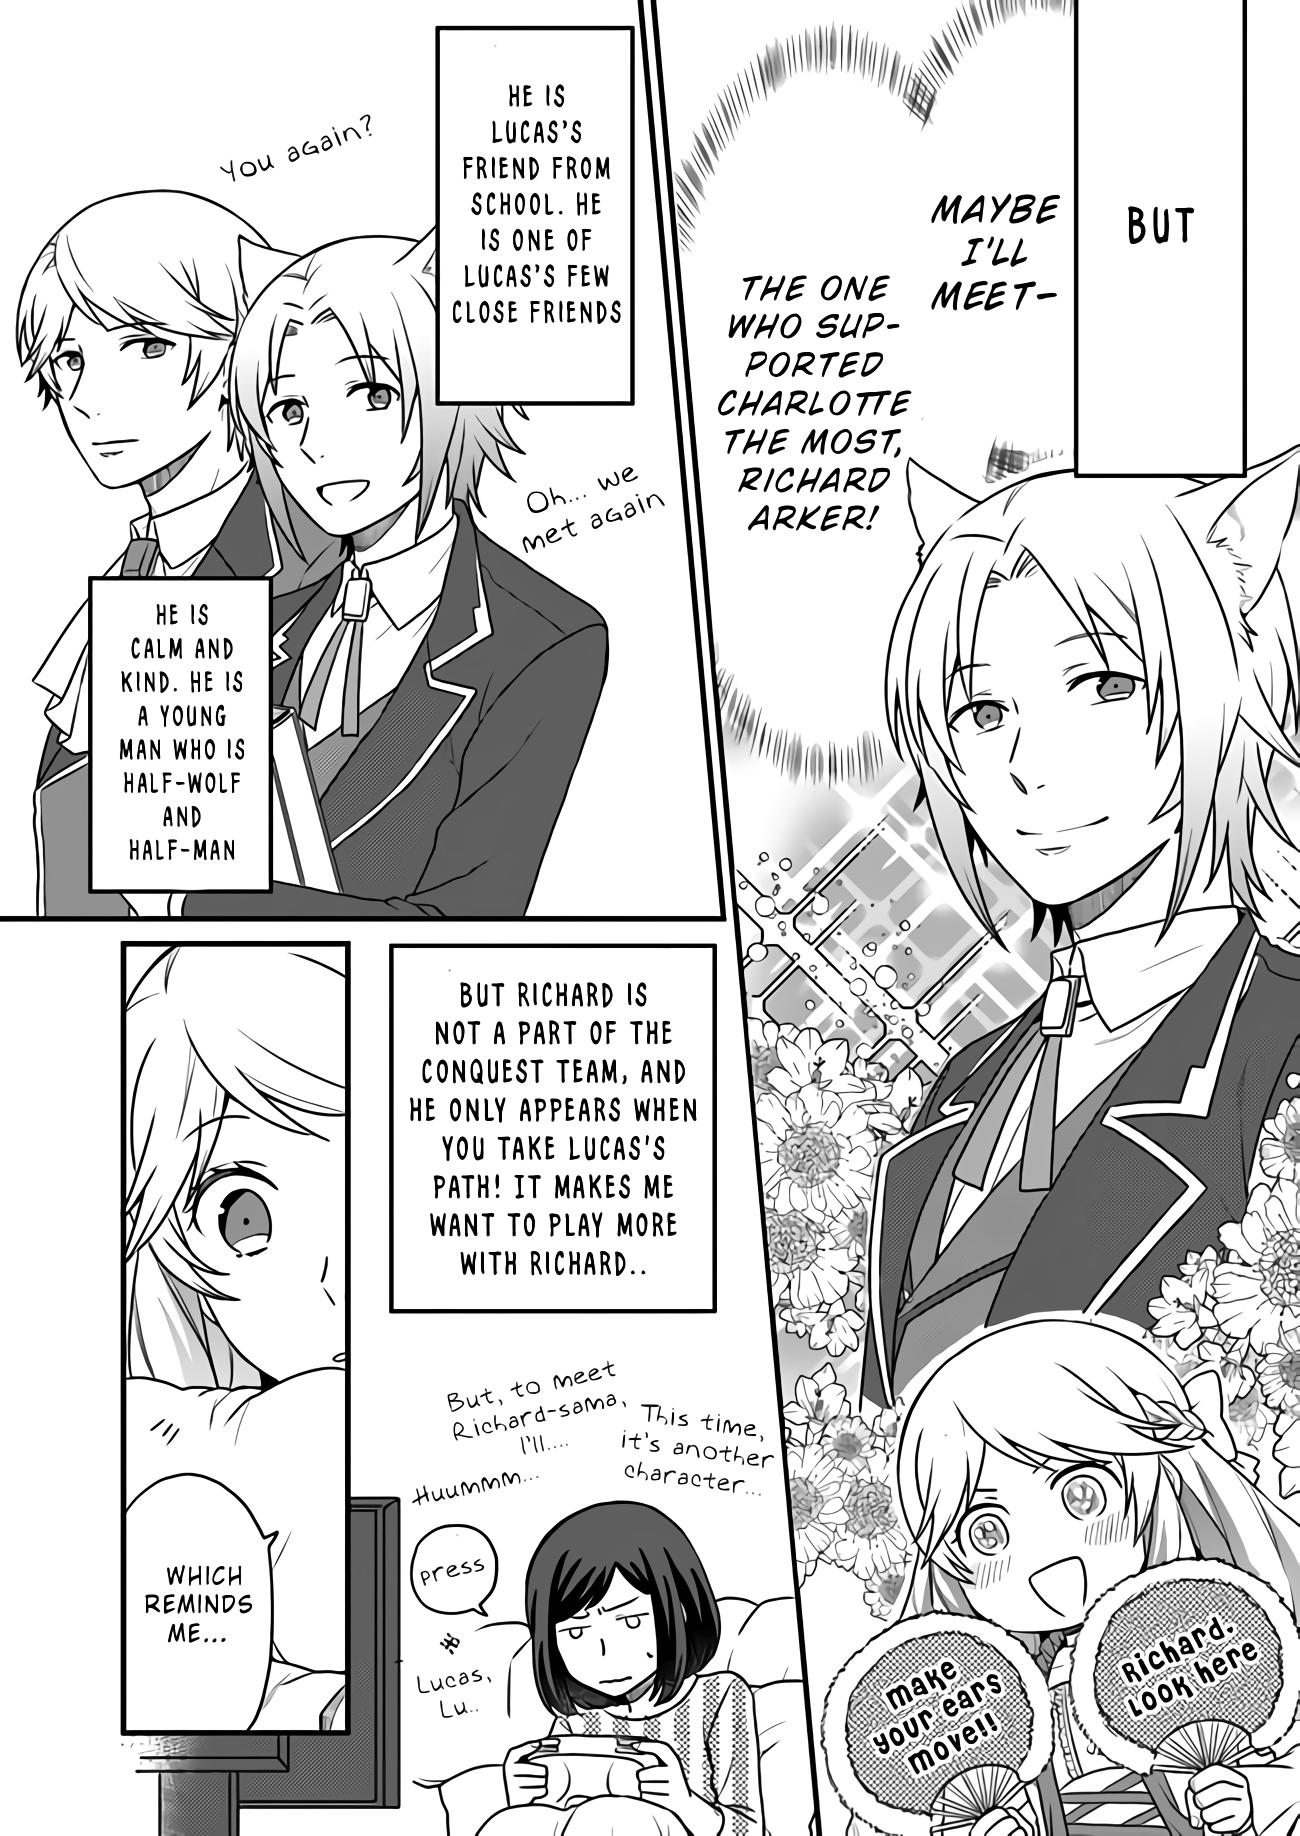 BUT
MAYBE
I'LL
MEET-
THE ONE
WHO SUP-
PORTED
CHARLOTTE
THE MOST,
RICHARD
ARKER!
Richard.
Look here
make
your ears
move!!
HE IS
LUCAS'S
FRIEND FROM
SCHOOL. HE
IS ONE OF
LUCAS'S FEW
CLOSE FRIENDS
You again?
Oh... we
met again
HE IS
CALM AND
KIND. HE IS
A YOUNG
MAN WHO IS
HALF-WOLF
AND
HALF-MAN
BUT RICHARD IS
NOT A PART OF THE
CONQUEST TEAM, AND
HE ONLY APPEARS WHEN
YOU TAKE LUCAS'S
PATH! IT MAKES ME
WANT TO PLAY MORE
WITH RICHARD..
This time,
it's another
character...
But, to meet
Richard-sama,
I'll....
Huummm...
press
Lucas,
Lu..
WHICH
REMINDS
ME...